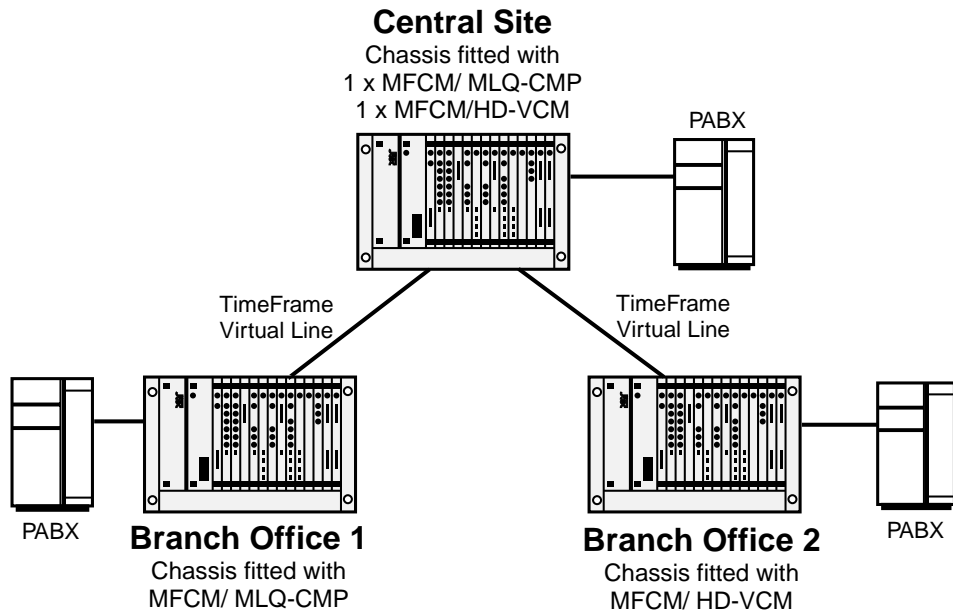 Central Site
Chassis fitted with
1 x MFCM/ MLQ-CMP
1 x MFCM/HD-VCM
PABX
TimeFrame
Virtual Line
TimeFrame
Virtual Line
PABX
Branch Office 1
Chassis fitted with
MFCM/ MLQ-CMP
Branch Office 2
Chassis fitted with
MFCM/ HD-VCM
PABX